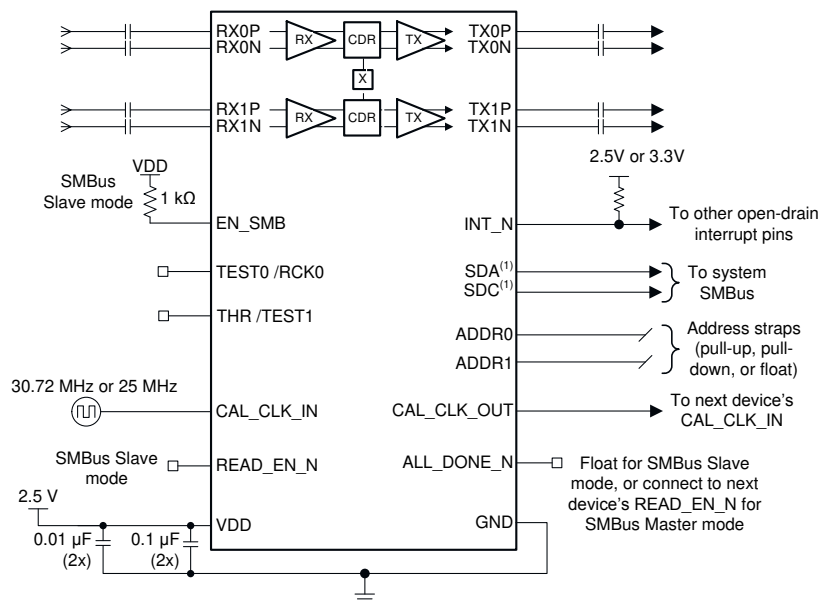 RX0P
RX0N
RX
CDR
TX
TX0P
TX0N
X
RX1P
RX1N
RX
CDR
TX
TX1P
TX1N
VDD
SMBus
Slave mode
1 kΩ
EN_SMB
2.5V or 3.3V
INT_N
To other open-drain
interrupt pins
TEST0 /RCK0
SDA(1)
SDC(1)
To system
SMBus
THR /TEST1
ADDR0
ADDR1
Address straps
(pull-up, pull-
down, or float)
30.72 MHz or 25 MHz
CAL_CLK_IN
CAL_CLK_OUT
To next device's
CAL_CLK_IN
SMBus Slave
mode
READ_EN_N
ALL_DONE_N
Float for SMBus Slave
mode, or connect to next
device's READ_EN_N for
SMBus Master mode
2.5 V
VDD
GND
0.01 μF
(2x)
0.1 μF
(2x)